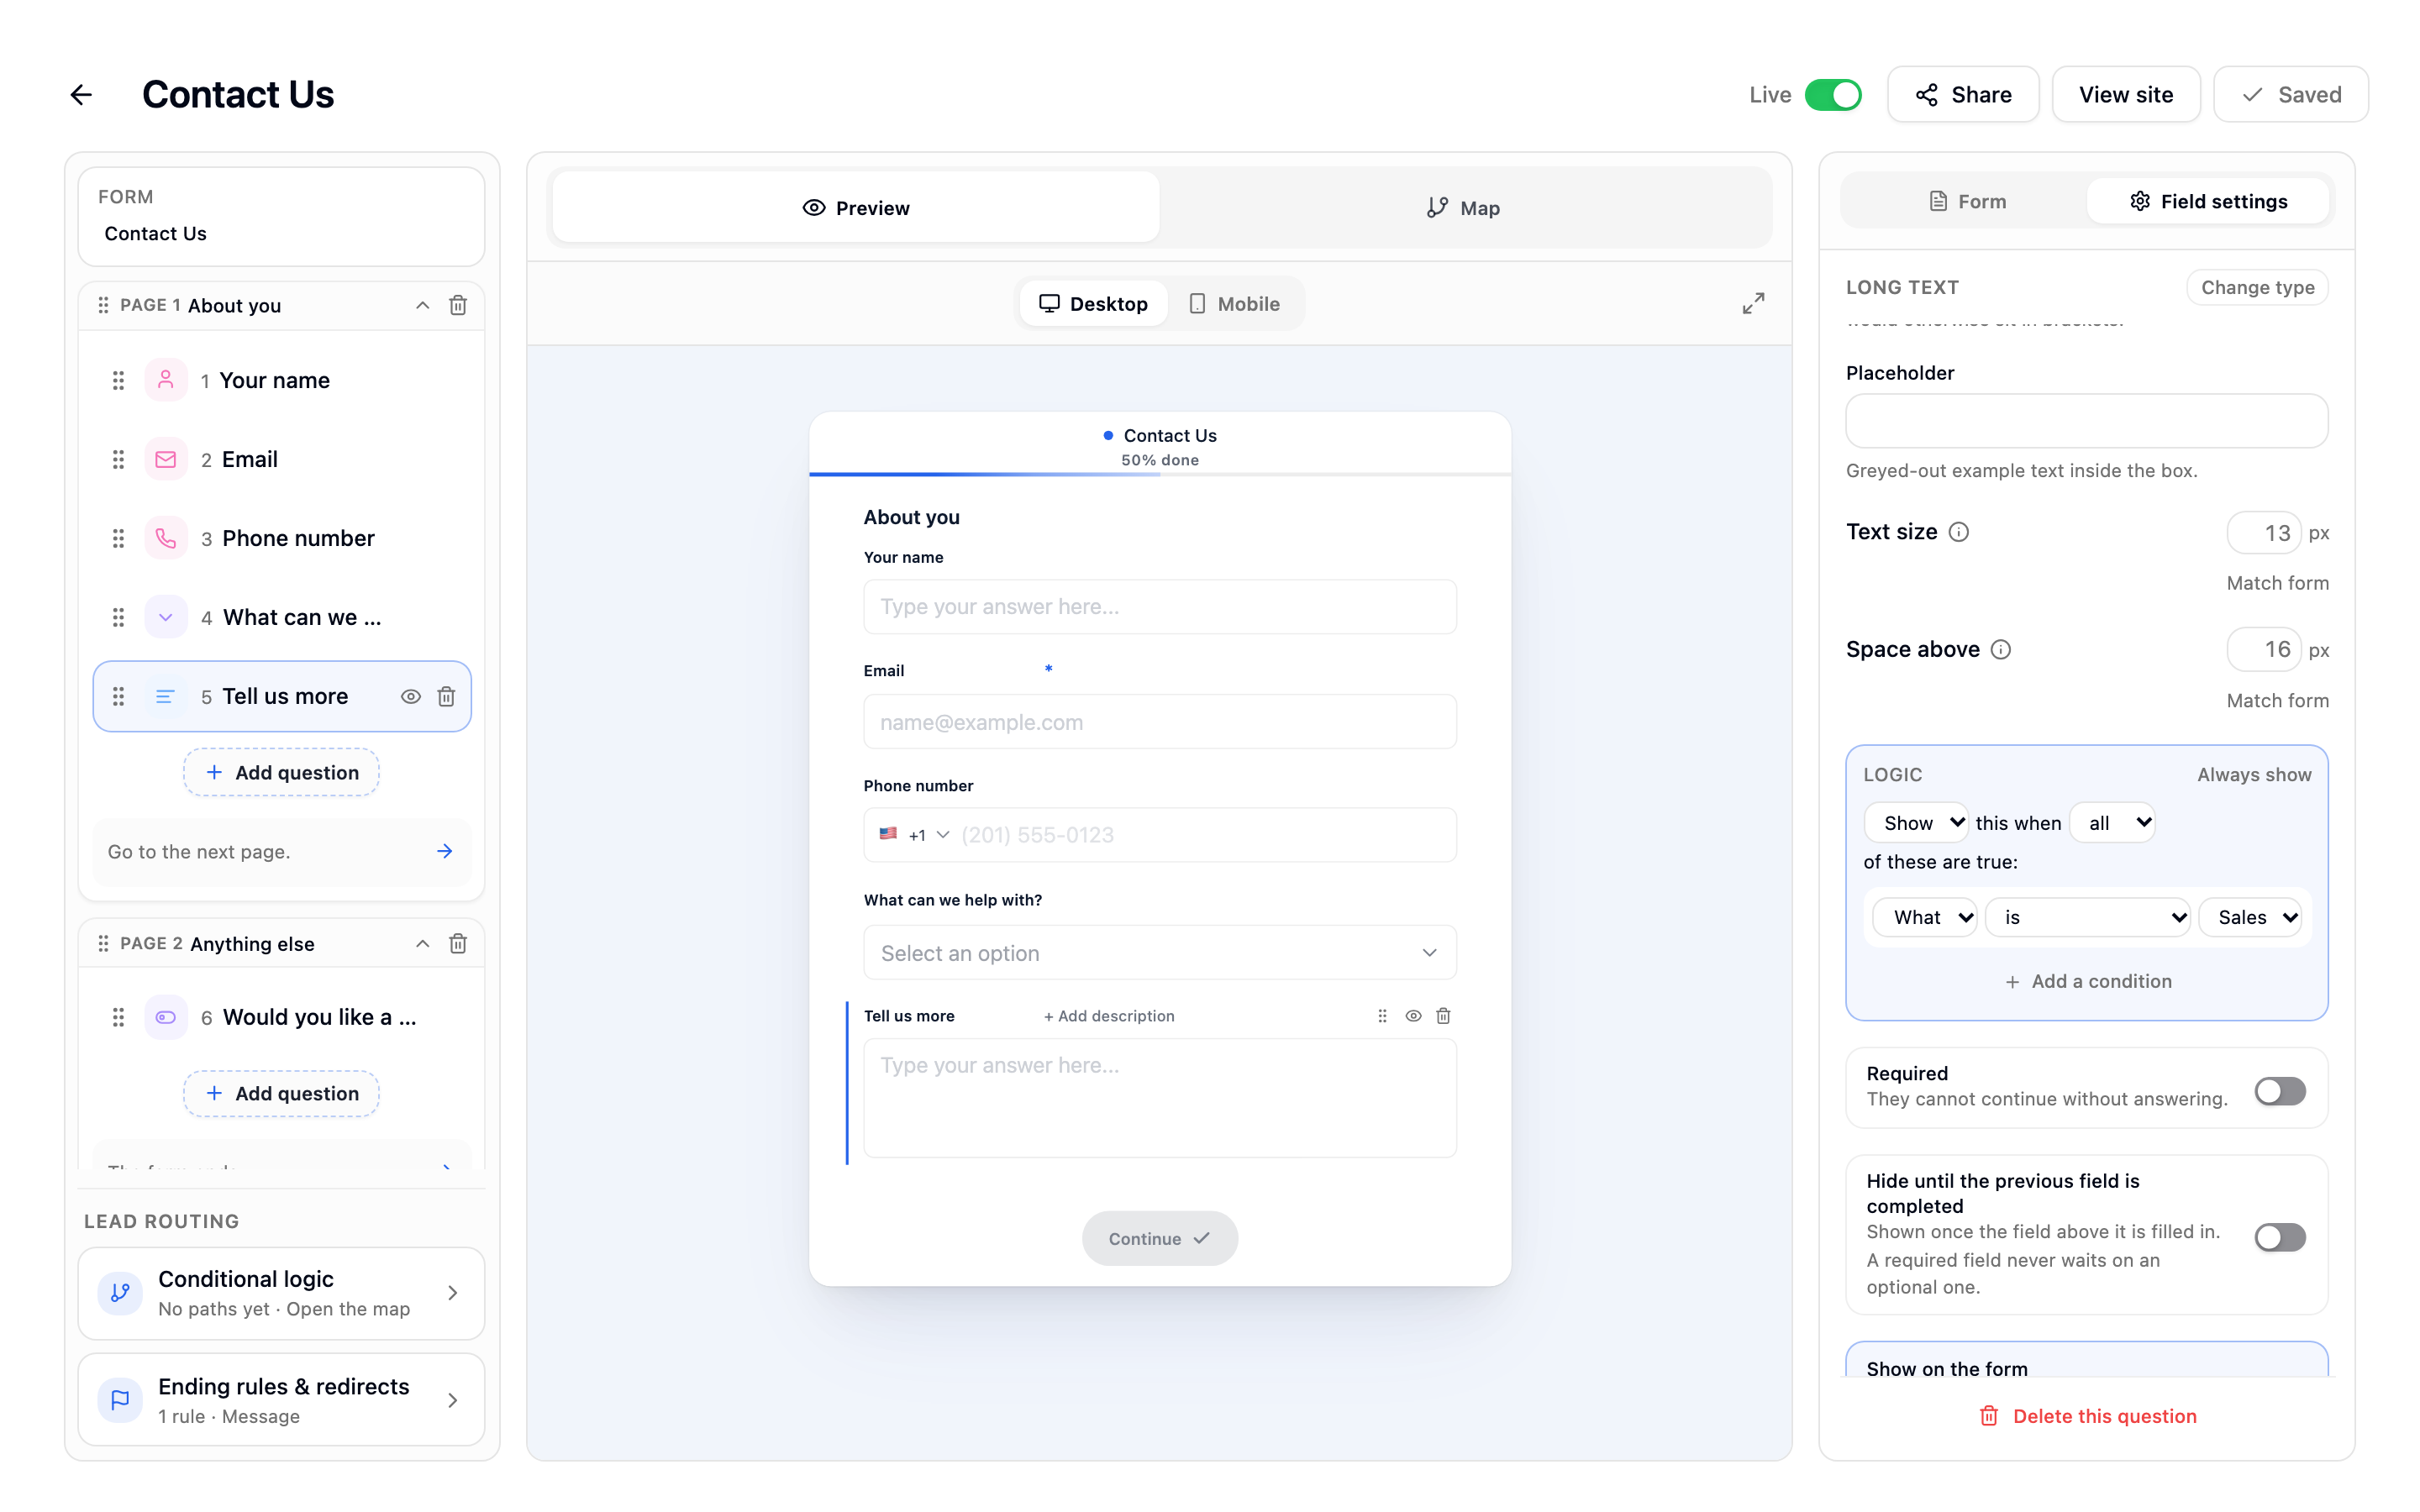 Contact Us
Live
Share
View site
Saved
FORM
Contact Us
PAGE 1 About you
1 Your name
2 Email
3 Phone number
4 What can we ...
5 Tell us more
+ Add question
Go to the next page.
PAGE 2 Anything else
6 Would you like a ...
+ Add question
LEAD ROUTING
Conditional logic
No paths yet · Open the map
Ending rules & redirects
1 rule · Message
Preview
Map
Desktop
Mobile
Contact Us
50% done
About you
Your name
Type your answer here...
Email *
name@example.com
Phone number
+1 (201) 555-0123
What can we help with?
Select an option
Tell us more + Add description
Type your answer here...
Continue
Form
Field settings
LONG TEXT
Change type
Placeholder
Greyed-out example text inside the box.
Text size 13 px
Match form
Space above 16 px
Match form
LOGIC Always show
Show this when all
of these are true:
What is Sales
+ Add a condition
Required
They cannot continue without answering.
Hide until the previous field is
completed
Shown once the field above it is filled in.
A required field never waits on an
optional one.
Show on the form
Delete this question